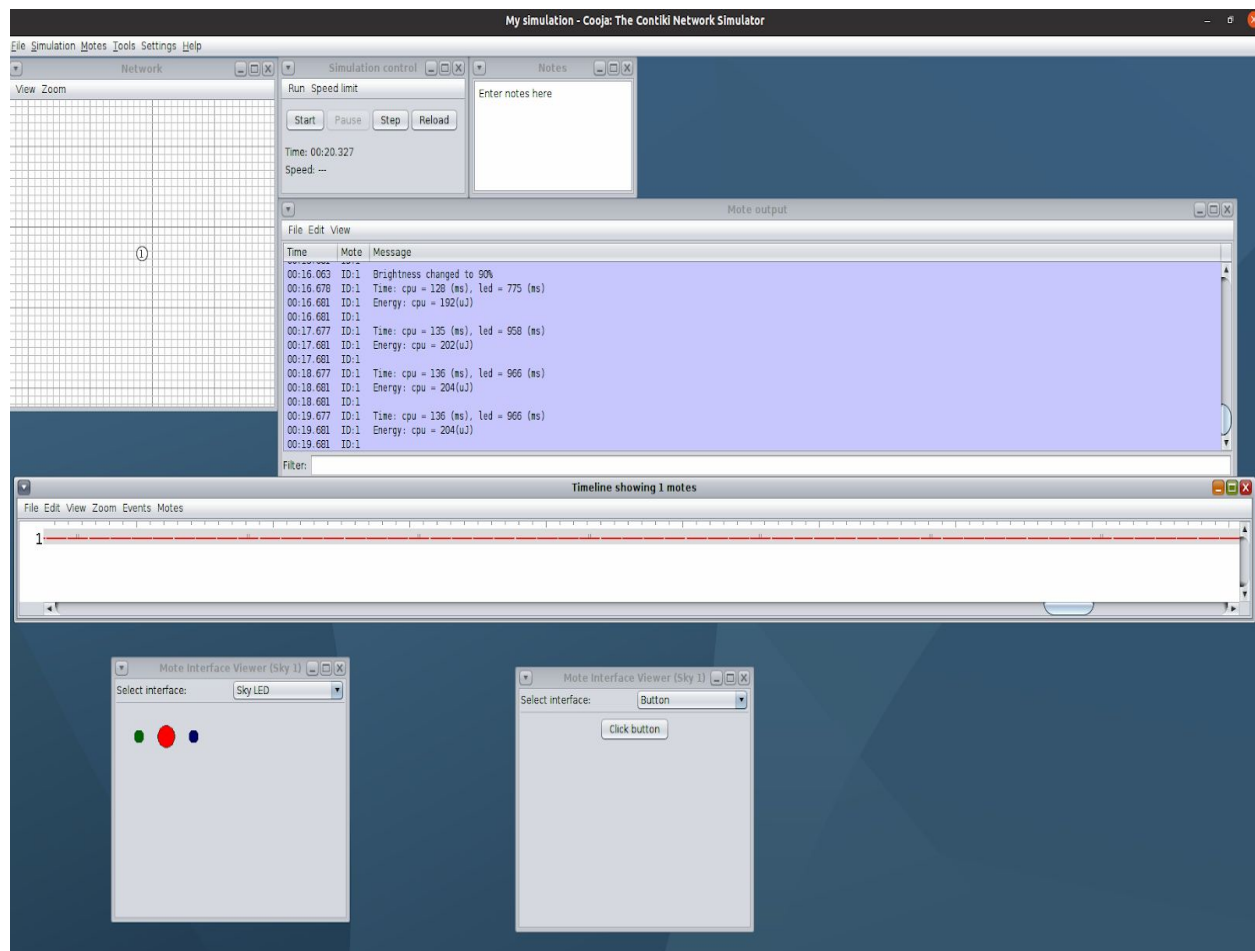 My simulation - Cooja: The Contiki Network Simulator
File Simulation Motes Tools Settings Help
Network
View Zoom
1
Simulation control
Run Speed limit
Start Pause Step Reload
Time: 00:20.327
Speed: ---
Notes
Enter notes here
Mote output
File Edit View
Time Mote Message
00:16.063 ID:1 Brightness changed to 90%
00:16.678 ID:1 Time: cpu = 128 (ms), led = 775 (ms)
00:16.681 ID:1 Energy: cpu = 192(uJ)
00:16.681 ID:1
00:17.677 ID:1 Time: cpu = 135 (ms), led = 958 (ms)
00:17.681 ID:1 Energy: cpu = 202(uJ)
00:17.681 ID:1
00:18.677 ID:1 Time: cpu = 136 (ms), led = 966 (ms)
00:18.681 ID:1 Energy: cpu = 204(uJ)
00:18.681 ID:1
00:19.677 ID:1 Time: cpu = 136 (ms), led = 966 (ms)
00:19.681 ID:1 Energy: cpu = 204(uJ)
00:19.681 ID:1
Filter:
Timeline showing 1 motes
File Edit View Zoom Events Motes
1
Mote Interface Viewer (Sky 1)
Select interface: Sky LED
Mote Interface Viewer (Sky 1)
Select interface: Button
Click button